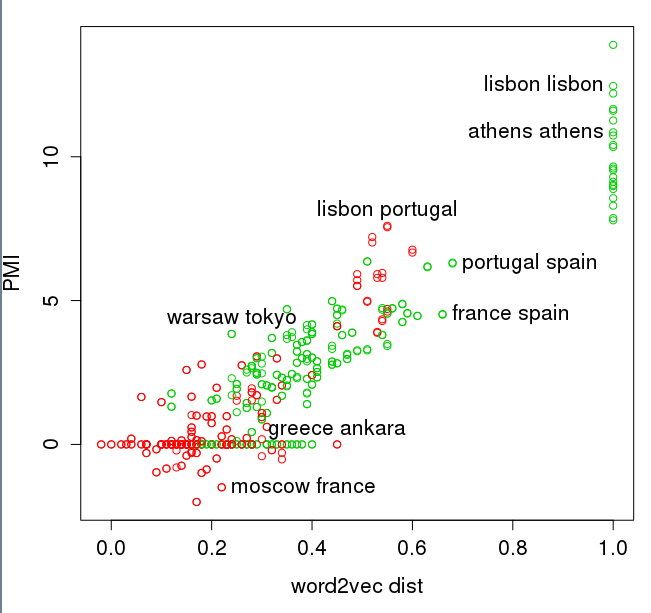 lisbon lisbon
athens athens
lisbon portugal
portugal spain
france spain
warsaw tokyo
greece ankara
moscow france
PMI
10
5
0
0.0 0.2 0.4 0.6 0.8 1.0
word2vec dist